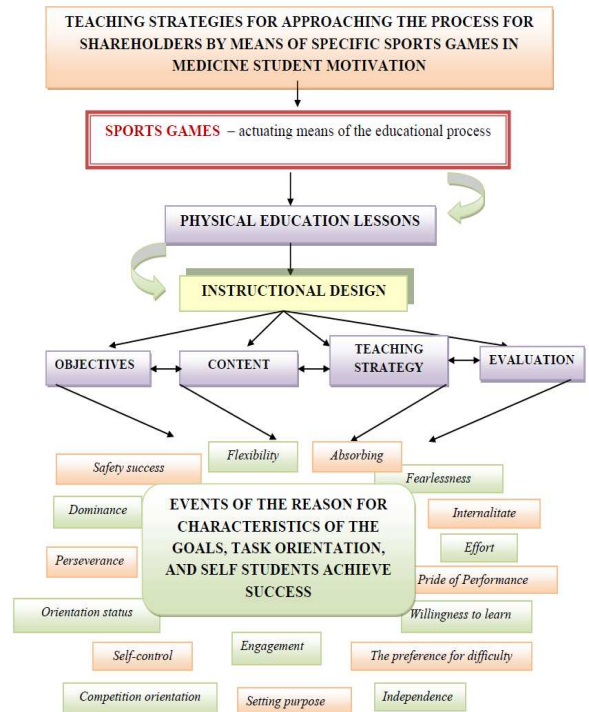 TEACHING STRATEGIES FOR APPROACHING THE PROCESS FOR
SHAREHOLDERS BY MEANS OF SPECIFIC SPORTS GAMES IN
MEDICINE STUDENT MOTIVATION
SPORTS GAMES – actuating means of the educational process
PHYSICAL EDUCATION LESSONS
INSTRUCTIONAL DESIGN
OBJECTIVES
CONTENT
TEACHING
STRATEGY
EVALUATION
Safety success
Flexibility
Absorbing
Fearlessness
Dominance
Internalitate
Perseverance
Effort
Pride of Performance
EVENTS OF THE REASON FOR
CHARACTERISTICS OF THE
GOALS, TASK ORIENTATION,
AND SELF STUDENTS ACHIEVE
SUCCESS
Orientation status
Willingness to learn
Self-control
Engagement
The preference for difficulty
Competition orientation
Setting purpose
Independence